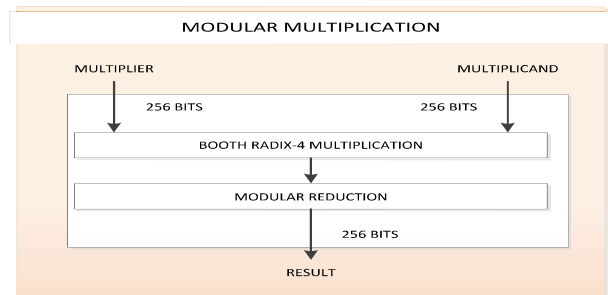 MODULAR MULTIPLICATION
MULTIPLIER
MULTIPLICAND
256 BITS
256 BITS
BOOTH RADIX-4 MULTIPLICATION
MODULAR REDUCTION
256 BITS
RESULT